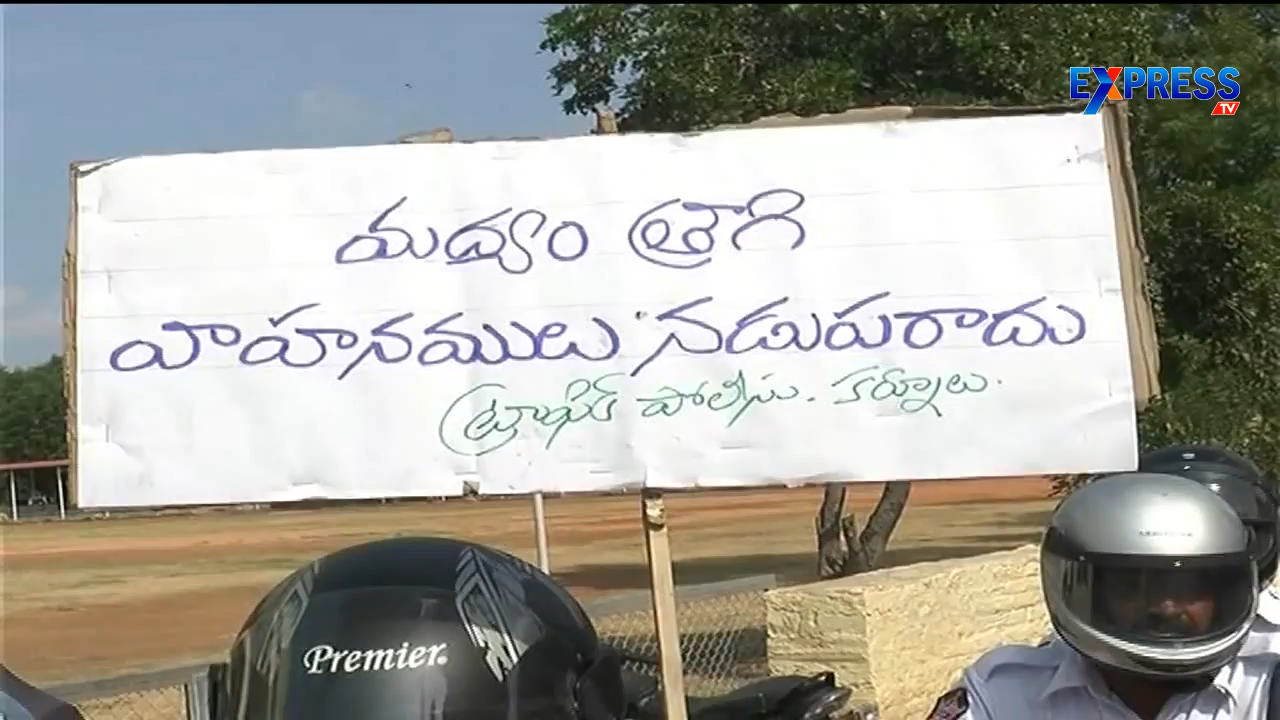 EXPRESS
TV
మద్యం త్రాగి
వాహనములు నడుపరాదు
ట్రాఫిక్ పోలీసు. కర్నూలు.
Premier.